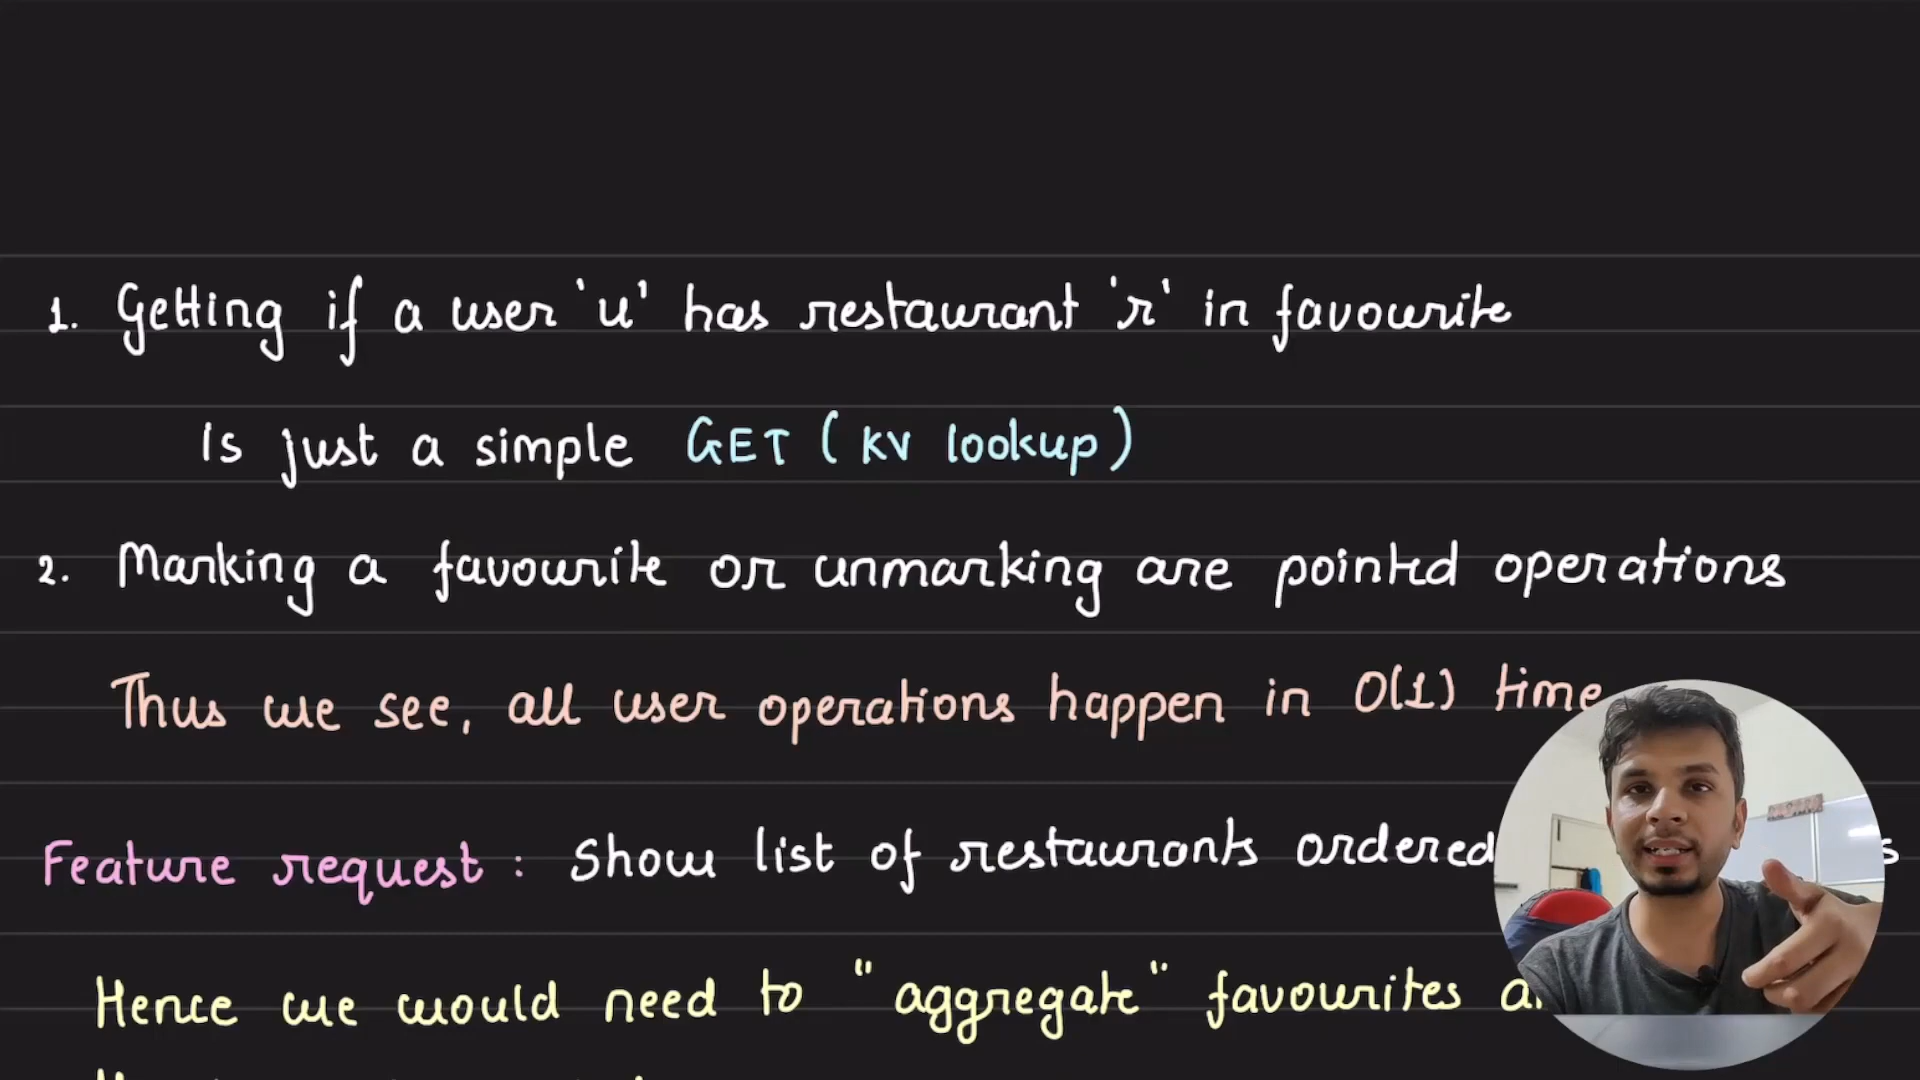 1. Getting if a user 'u' has restaurant 'r' in favourite
Is just a simple GET (KV lookup)
2. Marking a favourite or unmarking are pointed operations
Thus we see, all user operations happen in O(1) time
Feature request: Show list of restaurants ordered
Hence we would need to "aggregate" favourites